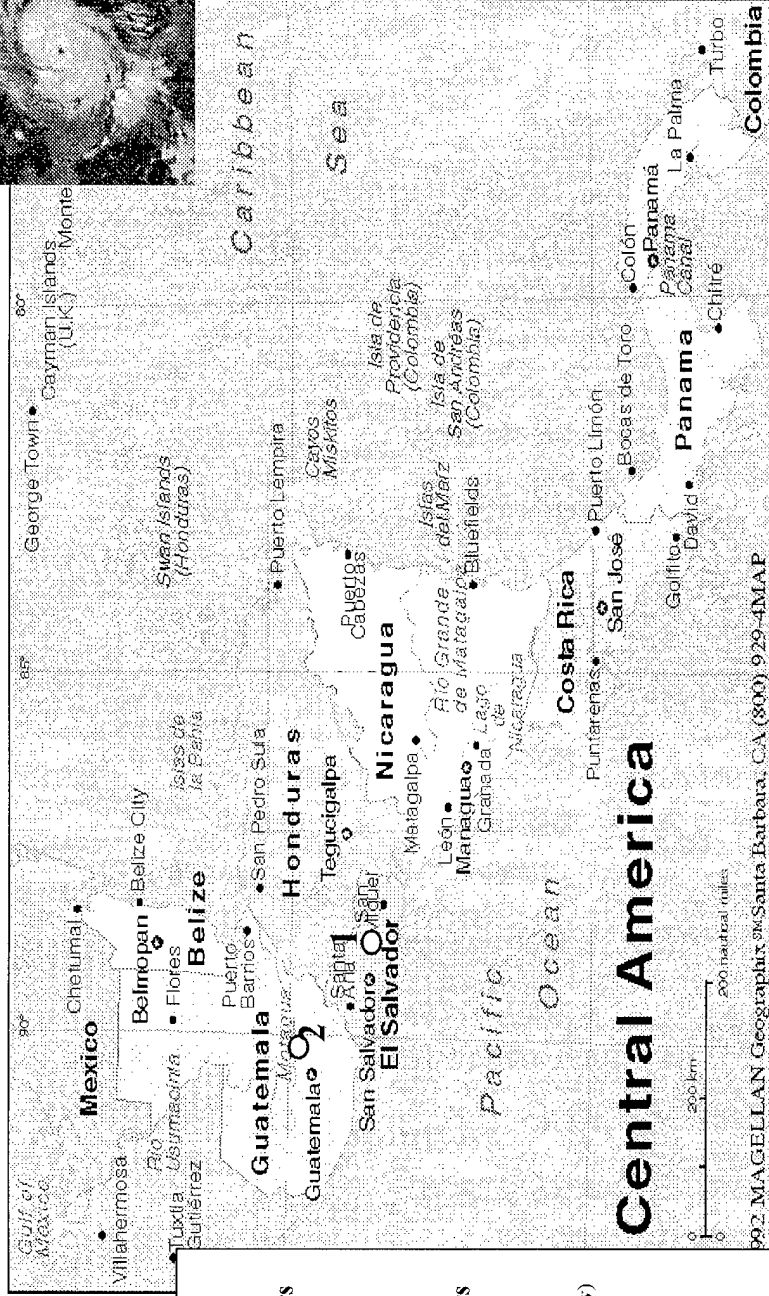 Gulf of
Mexico
Villahermosa
Tuxtla
Gutiérrez
Río
Usumacinta
Mexico
Chetumal
Belmopan
Belize City
Flores
Belize
90°
85°
80°
George Town
Cayman Islands
(U.K.)
Monte
Swan Islands
(Honduras)
Islas de
la Bahía
Caribbean
Sea
Puerto
Barrios
San Pedro Sula
Puerto Lempira
Guatemala
Motagua
2
Guatemala
Honduras
Tegucigalpa
Cayos
Miskitos
Santa
Ana
1
San
Miguel
San Salvador
El Salvador
Puerto
Cabezas
Isla de
Providencia
(Colombia)
Isla de
San Andréas
(Colombia)
Nicaragua
Matagalpa
Río Grande
de Matagalpa
Islas
del Maíz
León
Managua
Granada
Lago
de
Nicaragua
Bluefields
Pacific
Ocean
Costa Rica
Puntarenas
San José
Puerto Limón
Bocas de Toro
Colón
Panamá
Panama
Canal
La Palma
Turbo
Golfito
David
Panama
Chitré
Colombia
Central America
200 km
200 nautical miles
0
0
992 MAGELLAN Geographix℠ Santa Barbara, CA (800) 929-4MAP
s
s
)